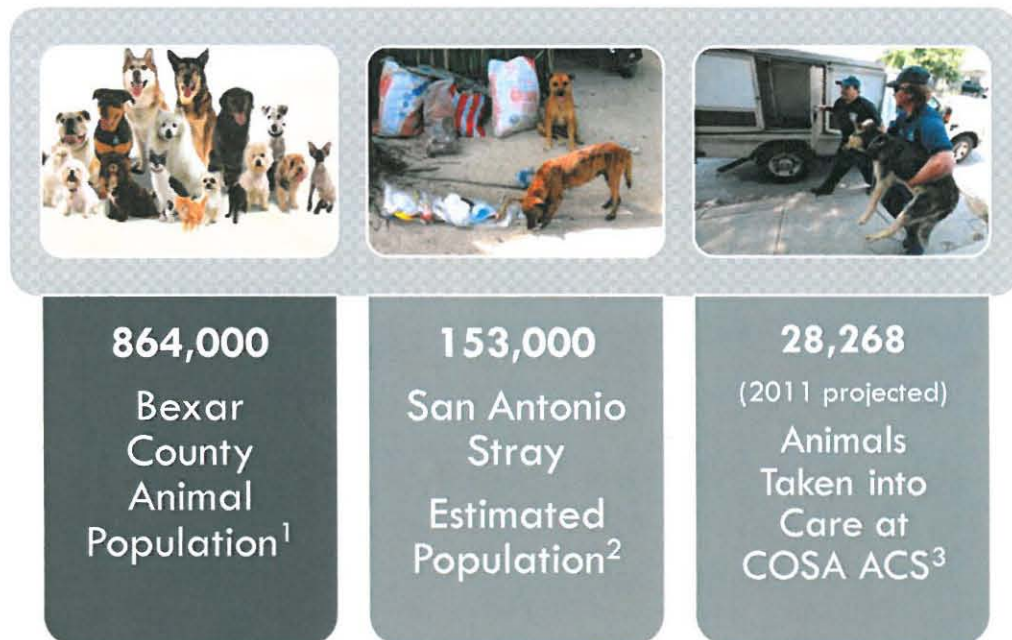 864,000
Bexar
County
Animal
Population1
153,000
San Antonio
Stray
Estimated
Population2
28,268
(2011 projected)
Animals
Taken into
Care at
COSA ACS3